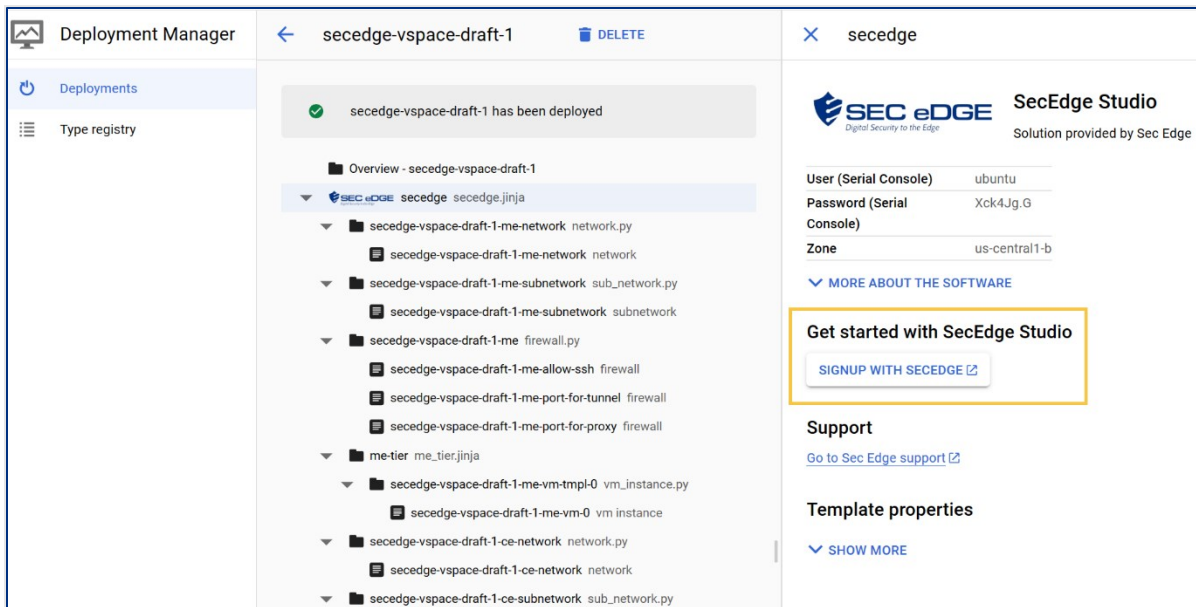 Deployment Manager
Deployments
Type registry
secedge-vspace-draft-1
DELETE
secedge-vspace-draft-1 has been deployed
Overview - secedge-vspace-draft-1
SEC eDGE secedge secedge.jinja
secedge-vspace-draft-1-me-network network.py
secedge-vspace-draft-1-me-network network
secedge-vspace-draft-1-me-subnetwork sub_network.py
secedge-vspace-draft-1-me-subnetwork subnetwork
secedge-vspace-draft-1-me firewall.py
secedge-vspace-draft-1-me-allow-ssh firewall
secedge-vspace-draft-1-me-port-for-tunnel firewall
secedge-vspace-draft-1-me-port-for-proxy firewall
me-tier me_tier.jinja
secedge-vspace-draft-1-me-vm-tmpl-0 vm_instance.py
secedge-vspace-draft-1-me-vm-0 vm instance
secedge-vspace-draft-1-ce-network network.py
secedge-vspace-draft-1-ce-network network
secedge-vspace-draft-1-ce-subnetwork sub_network.py
secedge
SEC eDGE
Digital Security to the Edge
SecEdge Studio
Solution provided by Sec Edge
User (Serial Console) ubuntu
Password (Serial Xck4Jg.G
Console)
Zone us-central1-b
MORE ABOUT THE SOFTWARE
Get started with SecEdge Studio
SIGNUP WITH SECEDGE
Support
Go to Sec Edge support
Template properties
SHOW MORE